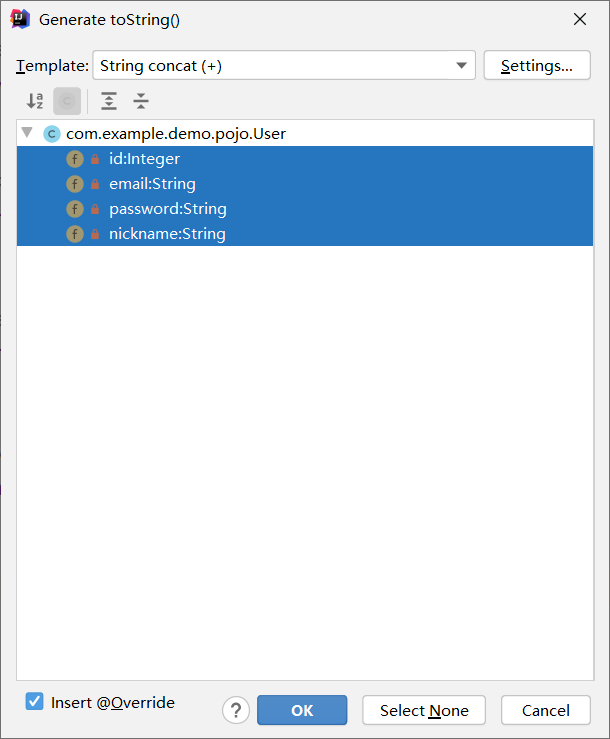 Generate toString()
Template: String concat (+) Settings...
com.example.demo.pojo.User
id:Integer
email:String
password:String
nickname:String
Insert @Override
? OK Select None Cancel